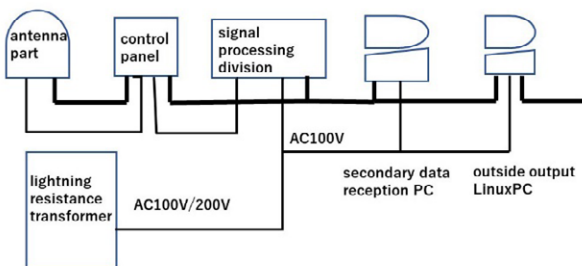 antenna
part
control
panel
signal
processing
division
AC100V
secondary data
reception PC
outside output
LinuxPC
lightning
resistance
transformer
AC100V/200V